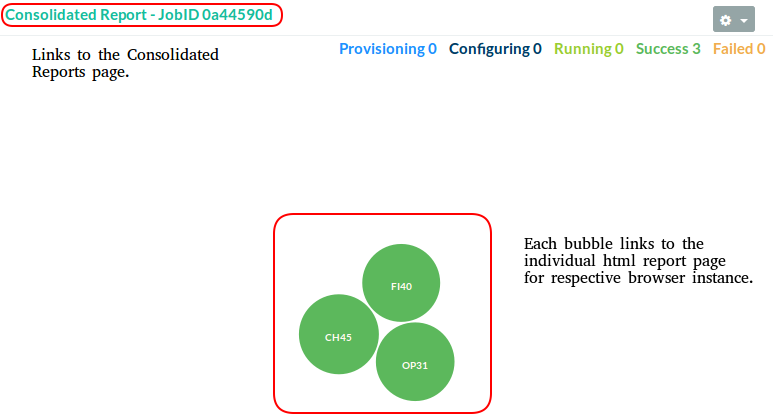 Consolidated Report - JobID 0a44590d
Links to the Consolidated
Reports page.
Provisioning 0 Configuring 0 Running 0 Success 3 Failed 0
Each bubble links to the
individual html report page
for respective browser instance.
FI40
CH45
OP31